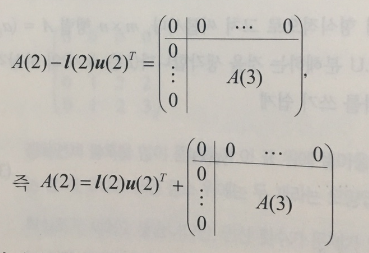 A(2) − l(2)u(2)^T = ( 0 0 ⋯ 0
0
⋮ A(3)
0 ),
즉 A(2) = l(2)u(2)^T + ( 0 0 ⋯ 0
0
⋮ A(3)
0 )